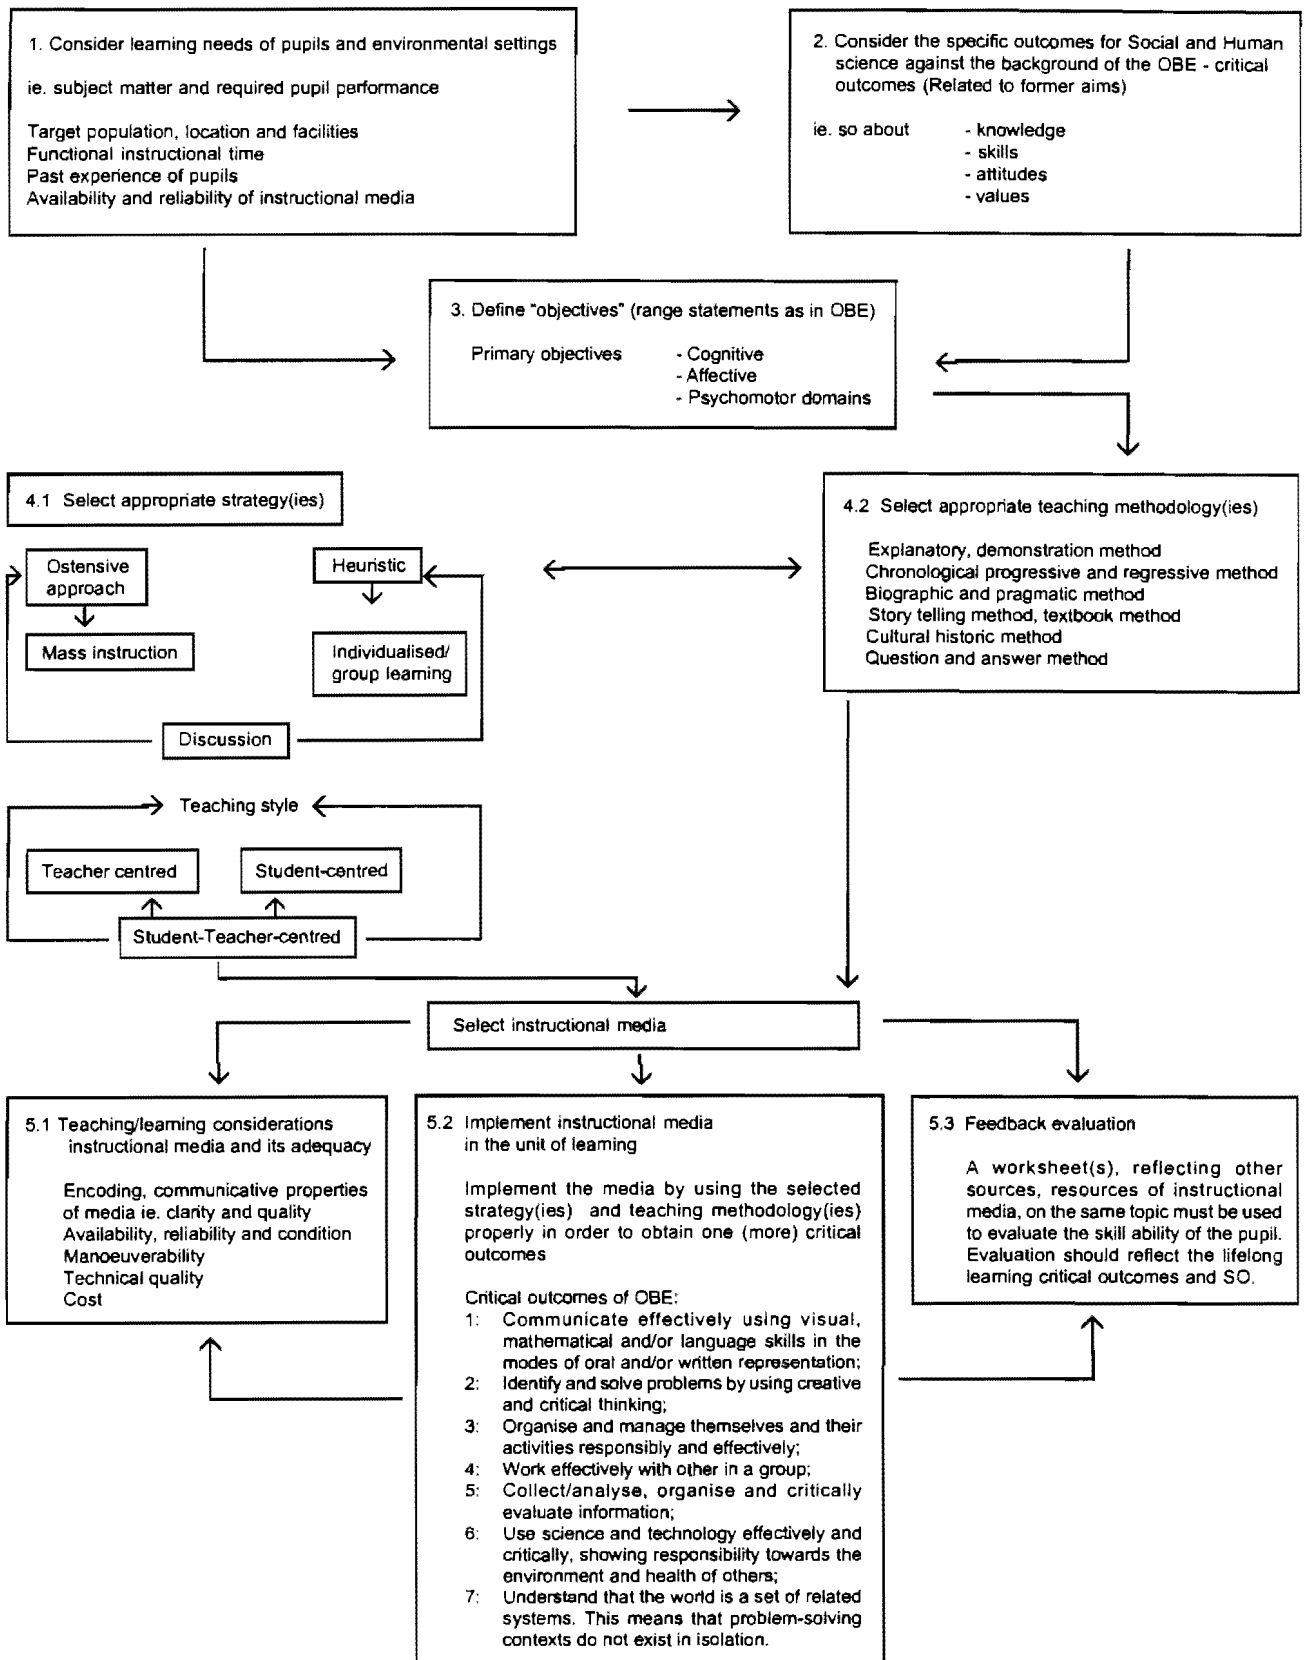 1. Consider learning needs of pupils and environmental settings
ie. subject matter and required pupil performance
Target population, location and facilities
Functional instructional time
Past experience of pupils
Availability and reliability of instructional media
2. Consider the specific outcomes for Social and Human
science against the background of the OBE - critical
outcomes (Related to former aims)
ie. so about - knowledge
- skills
- attitudes
- values
3. Define "objectives" (range statements as in OBE)
Primary objectives - Cognitive
- Affective
- Psychomotor domains
4.1 Select appropriate strategy(ies)
Ostensive
approach
Mass instruction
Heuristic
Individualised/
group learning
Discussion
4.2 Select appropriate teaching methodology(ies)
Explanatory, demonstration method
Chronological progressive and regressive method
Biographic and pragmatic method
Story telling method, textbook method
Cultural historic method
Question and answer method
Teaching style
Teacher centred
Student-centred
Student-Teacher-centred
Select instructional media
5.1 Teaching/learning considerations
instructional media and its adequacy
Encoding, communicative properties
of media ie. clarity and quality
Availability, reliability and condition
Manoeuverability
Technical quality
Cost
5.2 Implement instructional media
in the unit of learning
Implement the media by using the selected
strategy(ies) and teaching methodology(ies)
properly in order to obtain one (more) critical
outcomes
Critical outcomes of OBE:
1: Communicate effectively using visual,
mathematical and/or language skills in the
modes of oral and/or written representation;
2: Identify and solve problems by using creative
and critical thinking;
3: Organise and manage themselves and their
activities responsibly and effectively;
4: Work effectively with other in a group;
5: Collect/analyse, organise and critically
evaluate information;
6: Use science and technology effectively and
critically, showing responsibility towards the
environment and health of others;
7: Understand that the world is a set of related
systems. This means that problem-solving
contexts do not exist in isolation.
5.3 Feedback evaluation
A worksheet(s), reflecting other
sources, resources of instructional
media, on the same topic must be used
to evaluate the skill ability of the pupil.
Evaluation should reflect the lifelong
learning critical outcomes and SO.